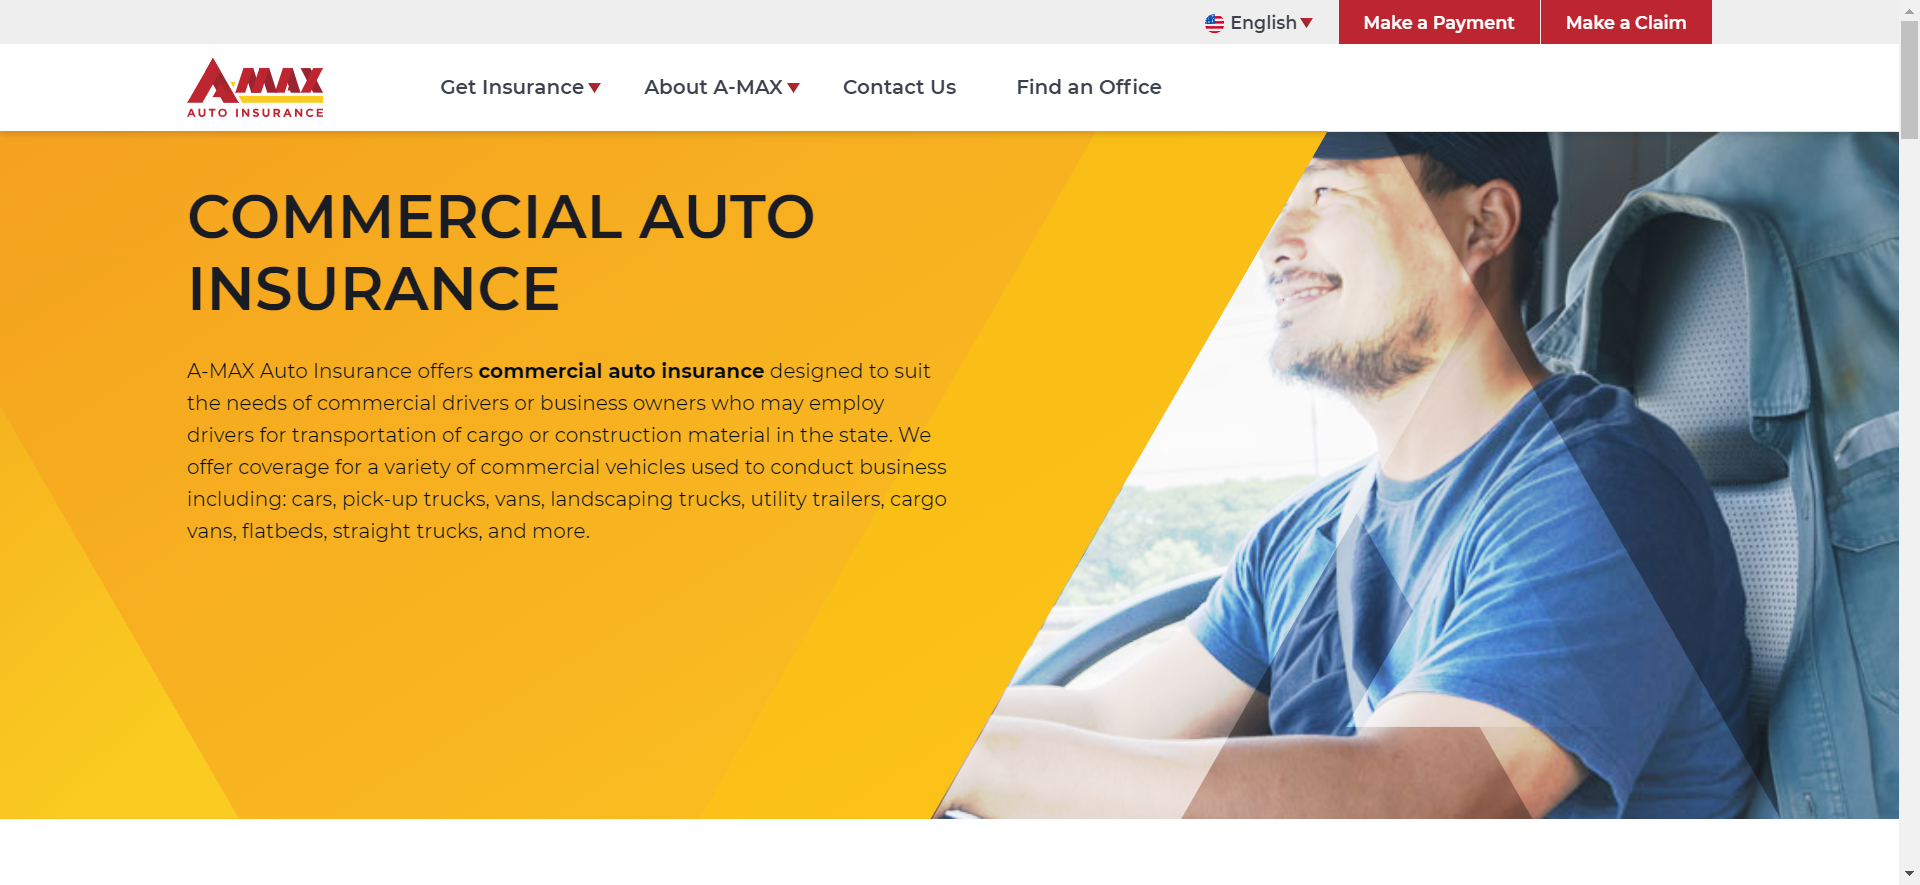 English
Make a Payment
Make a Claim
A-MAX
AUTO INSURANCE
Get Insurance
About A-MAX
Contact Us
Find an Office
COMMERCIAL AUTO
INSURANCE
A-MAX Auto Insurance offers commercial auto insurance designed to suit
the needs of commercial drivers or business owners who may employ
drivers for transportation of cargo or construction material in the state. We
offer coverage for a variety of commercial vehicles used to conduct business
including: cars, pick-up trucks, vans, landscaping trucks, utility trailers, cargo
vans, flatbeds, straight trucks, and more.